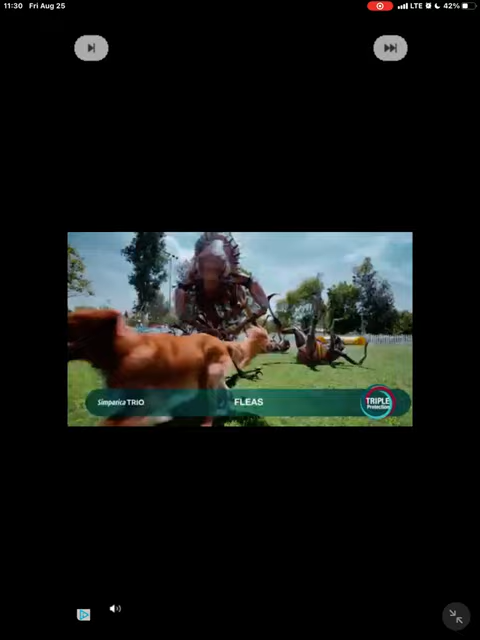 11:30 Fri Aug 25 LTE 42%
Simparica TRIO FLEAS TRIPLE
Protection